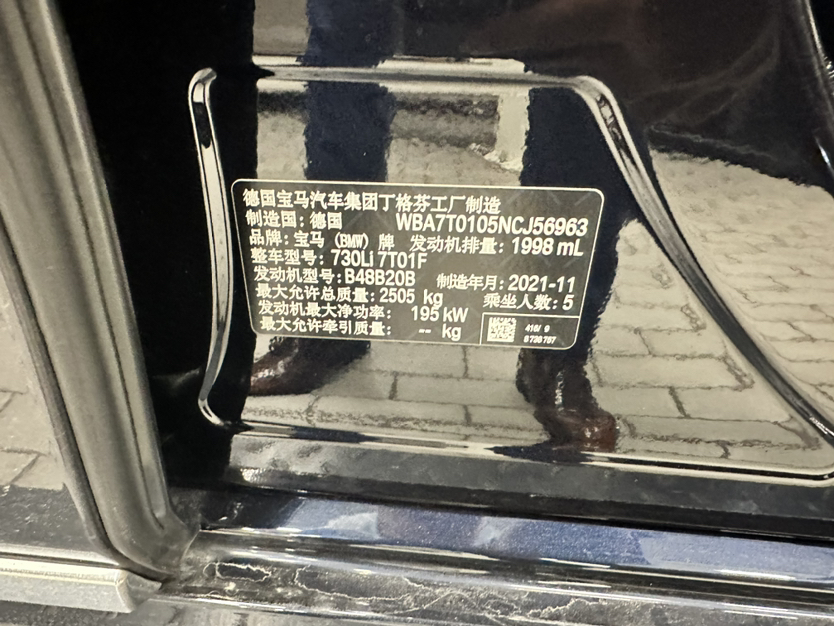 德国宝马汽车集团丁格芬工厂制造
制造国：德国 WBA7T0105NCJ56963
品牌：宝马（BMW）牌 发动机排量：1998 mL
整车型号：730Li 7T01F
发动机型号：B48B20B 制造年月：2021-11
最大允许总质量：2505 kg 乘坐人数：5
发动机最大净功率： 195 kW
最大允许牵引质量： -- kg
416/ 9
8738757